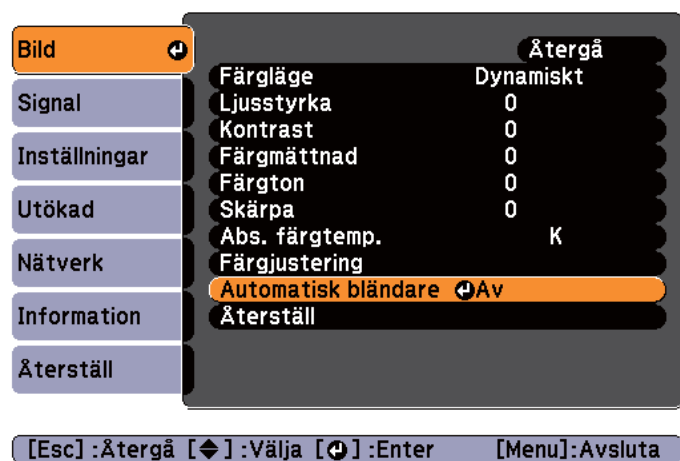 Bild
Signal
Inställningar
Utökad
Nätverk
Information
Återställ
Återgå
Färgläge Dynamiskt
Ljusstyrka 0
Kontrast 0
Färgmättnad 0
Färgton 0
Skärpa 0
Abs. färgtemp. K
Färgjustering
Automatisk bländare Av
Återställ
[Esc] :Återgå [ ] :Välja [ ] :Enter [Menu]:Avsluta